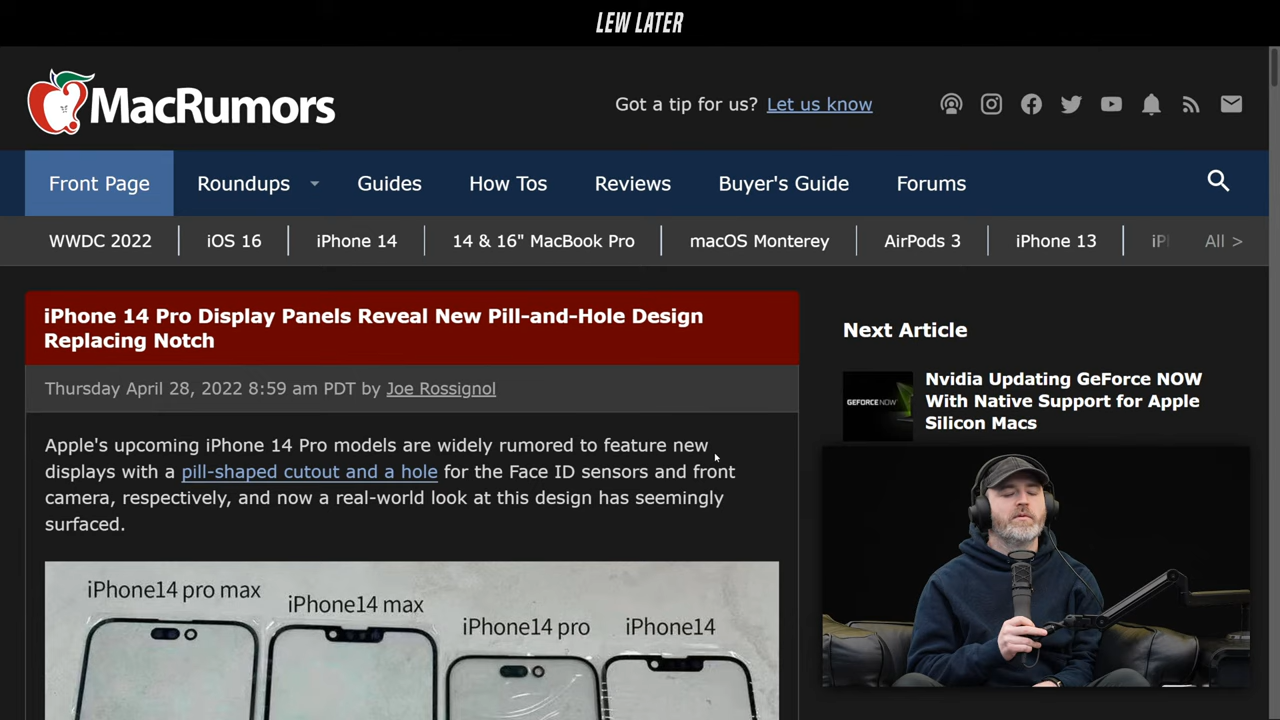 LEW LATER
MacRumors
Got a tip for us? Let us know
Front Page Roundups Guides How Tos Reviews Buyer's Guide Forums
WWDC 2022 iOS 16 iPhone 14 14 & 16" MacBook Pro macOS Monterey AirPods 3 iPhone 13 All >
iPhone 14 Pro Display Panels Reveal New Pill-and-Hole Design
Replacing Notch
Thursday April 28, 2022 8:59 am PDT by Joe Rossignol
Apple's upcoming iPhone 14 Pro models are widely rumored to feature new
displays with a pill-shaped cutout and a hole for the Face ID sensors and front
camera, respectively, and now a real-world look at this design has seemingly
surfaced.
iPhone14 pro max
iPhone14 max
iPhone14 pro
iPhone14
Next Article
GEFORCE NOW
Nvidia Updating GeForce NOW
With Native Support for Apple
Silicon Macs